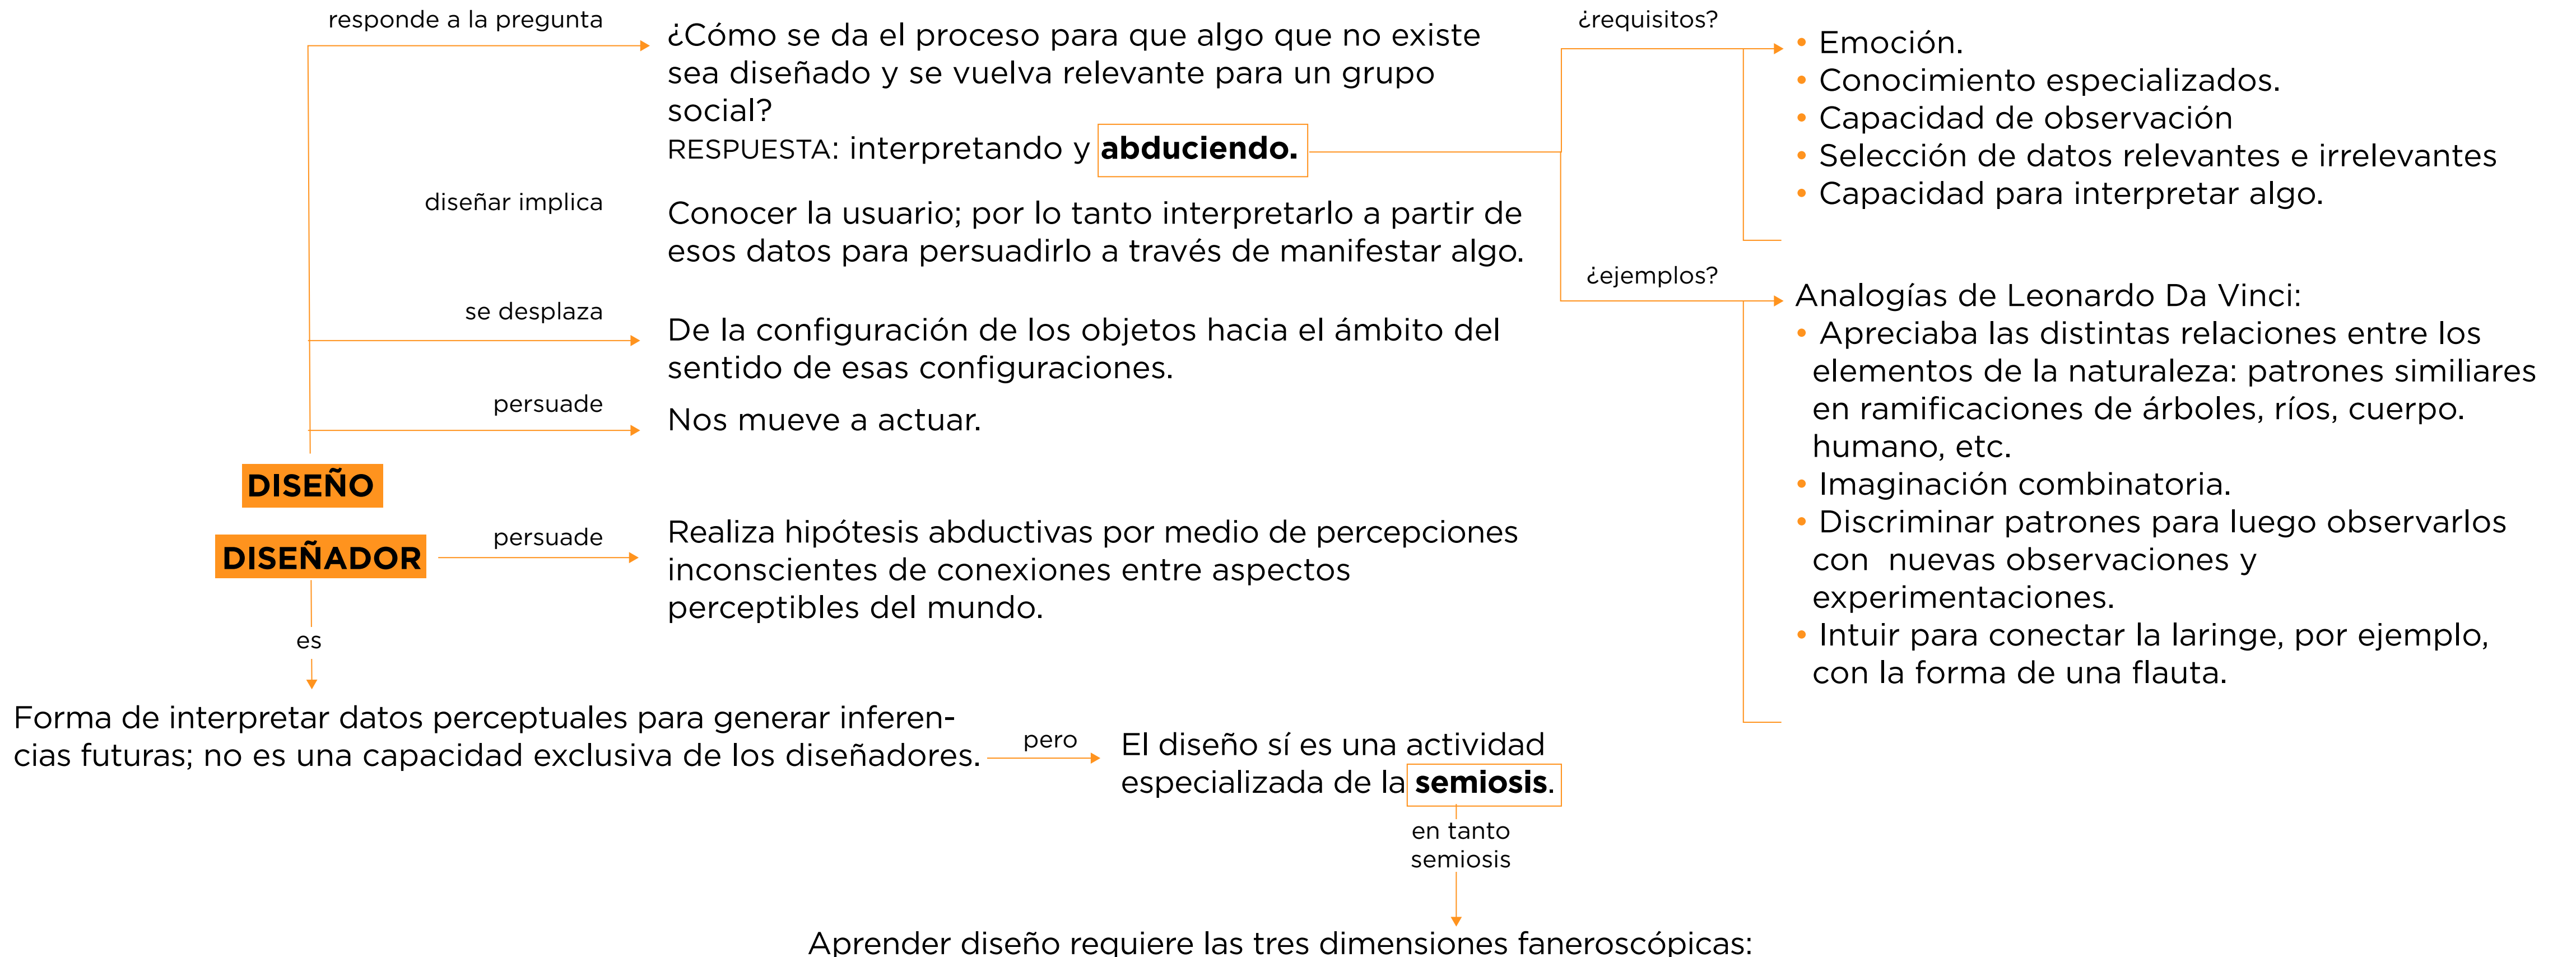 responde a la pregunta
¿Cómo se da el proceso para que algo que no existe
sea diseñado y se vuelva relevante para un grupo
social?
RESPUESTA: interpretando y abduciendo.
¿requisitos?
• Emoción.
• Conocimiento especializados.
• Capacidad de observación
• Selección de datos relevantes e irrelevantes
• Capacidad para interpretar algo.
diseñar implica
Conocer la usuario; por lo tanto interpretarlo a partir de
esos datos para persuadirlo a través de manifestar algo.
¿ejemplos?
Analogías de Leonardo Da Vinci:
• Apreciaba las distintas relaciones entre los
elementos de la naturaleza: patrones similiares
en ramificaciones de árboles, ríos, cuerpo.
humano, etc.
• Imaginación combinatoria.
• Discriminar patrones para luego observarlos
con nuevas observaciones y
experimentaciones.
• Intuir para conectar la laringe, por ejemplo,
con la forma de una flauta.
se desplaza
De la configuración de los objetos hacia el ámbito del
sentido de esas configuraciones.
persuade
Nos mueve a actuar.
DISEÑO
DISEÑADOR
persuade
Realiza hipótesis abductivas por medio de percepciones
inconscientes de conexiones entre aspectos
perceptibles del mundo.
es
Forma de interpretar datos perceptuales para generar inferen-
cias futuras; no es una capacidad exclusiva de los diseñadores.
pero
El diseño sí es una actividad
especializada de la semiosis.
en tanto
semiosis
Aprender diseño requiere las tres dimensiones faneroscópicas: